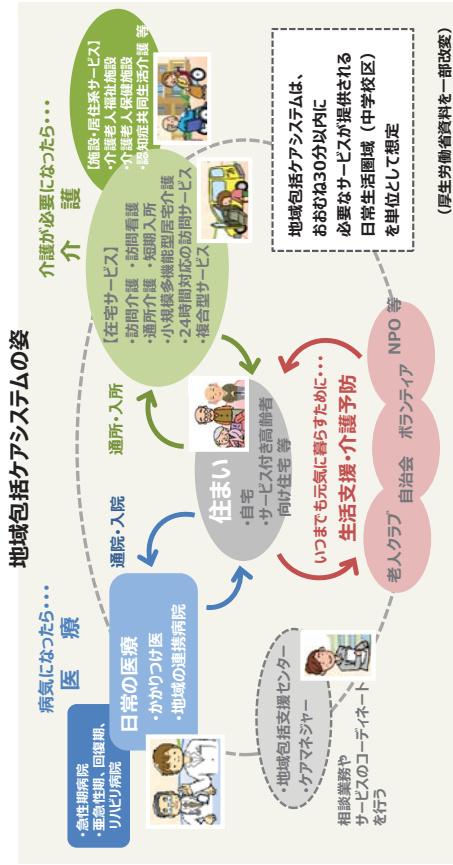 地域包括ケアシステムの姿
病気になったら・・・
医　療
・急性期病院
・亜急性期、回復期、
リハビリ病院
日常の医療
・かかりつけ医
・地域の連携病院
通院・入院
介護が必要になったら・・・
介　護
【施設・居住系サービス】
・介護老人福祉施設
・介護老人保健施設
・認知症共同生活介護 等
【在宅サービス】
・訪問介護 ・訪問看護
・通所介護 ・短期入所
・小規模多機能型居宅介護
・24時間対応の訪問サービス
・複合型サービス
通所・入所
住まい
・自宅
・サービス付き高齢者
向け住宅 等
・地域包括支援センター
・ケアマネジャー
相談業務や
サービスのコーディネート
を行う
いつまでも元気に暮らすために・・・
生活支援・介護予防
老人クラブ　自治会　ボランティア　NPO 等
地域包括ケアシステムは、
おおむね30分以内に
必要なサービスが提供される
日常生活圏域（中学校区）
を単位として想定
（厚生労働省資料を一部改変）